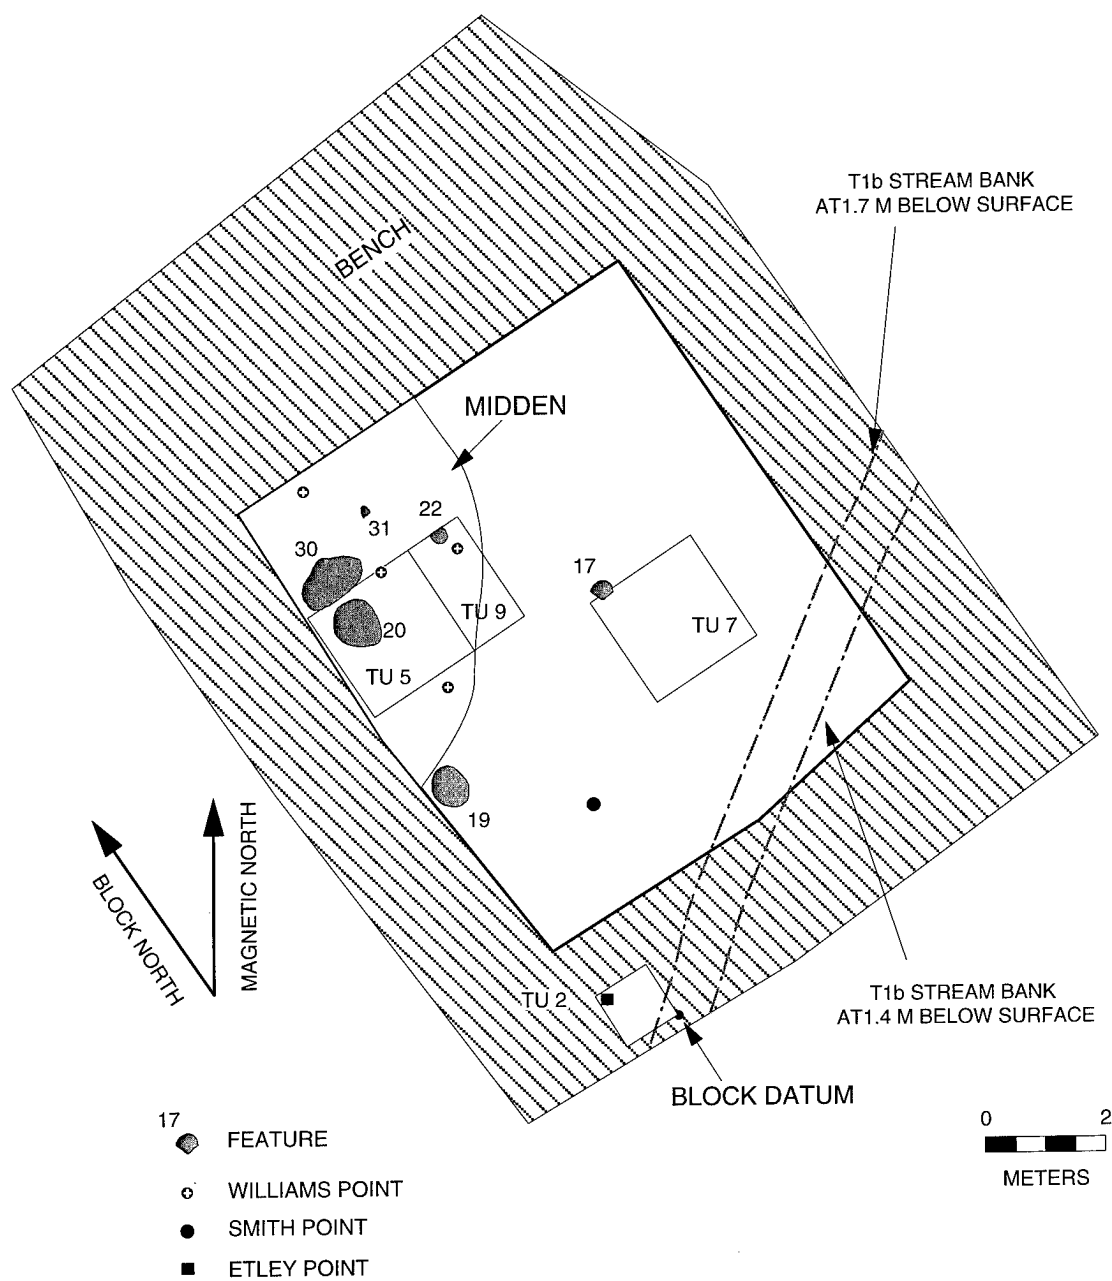 T1b STREAM BANK
AT1.7 M BELOW SURFACE
BENCH
MIDDEN
22
31
30
17
TU 9
20
TU 7
TU 5
19
MAGNETIC NORTH
BLOCK NORTH
TU 2
T1b STREAM BANK
AT1.4 M BELOW SURFACE
BLOCK DATUM
17
FEATURE
0 2
METERS
WILLIAMS POINT
SMITH POINT
ETLEY POINT